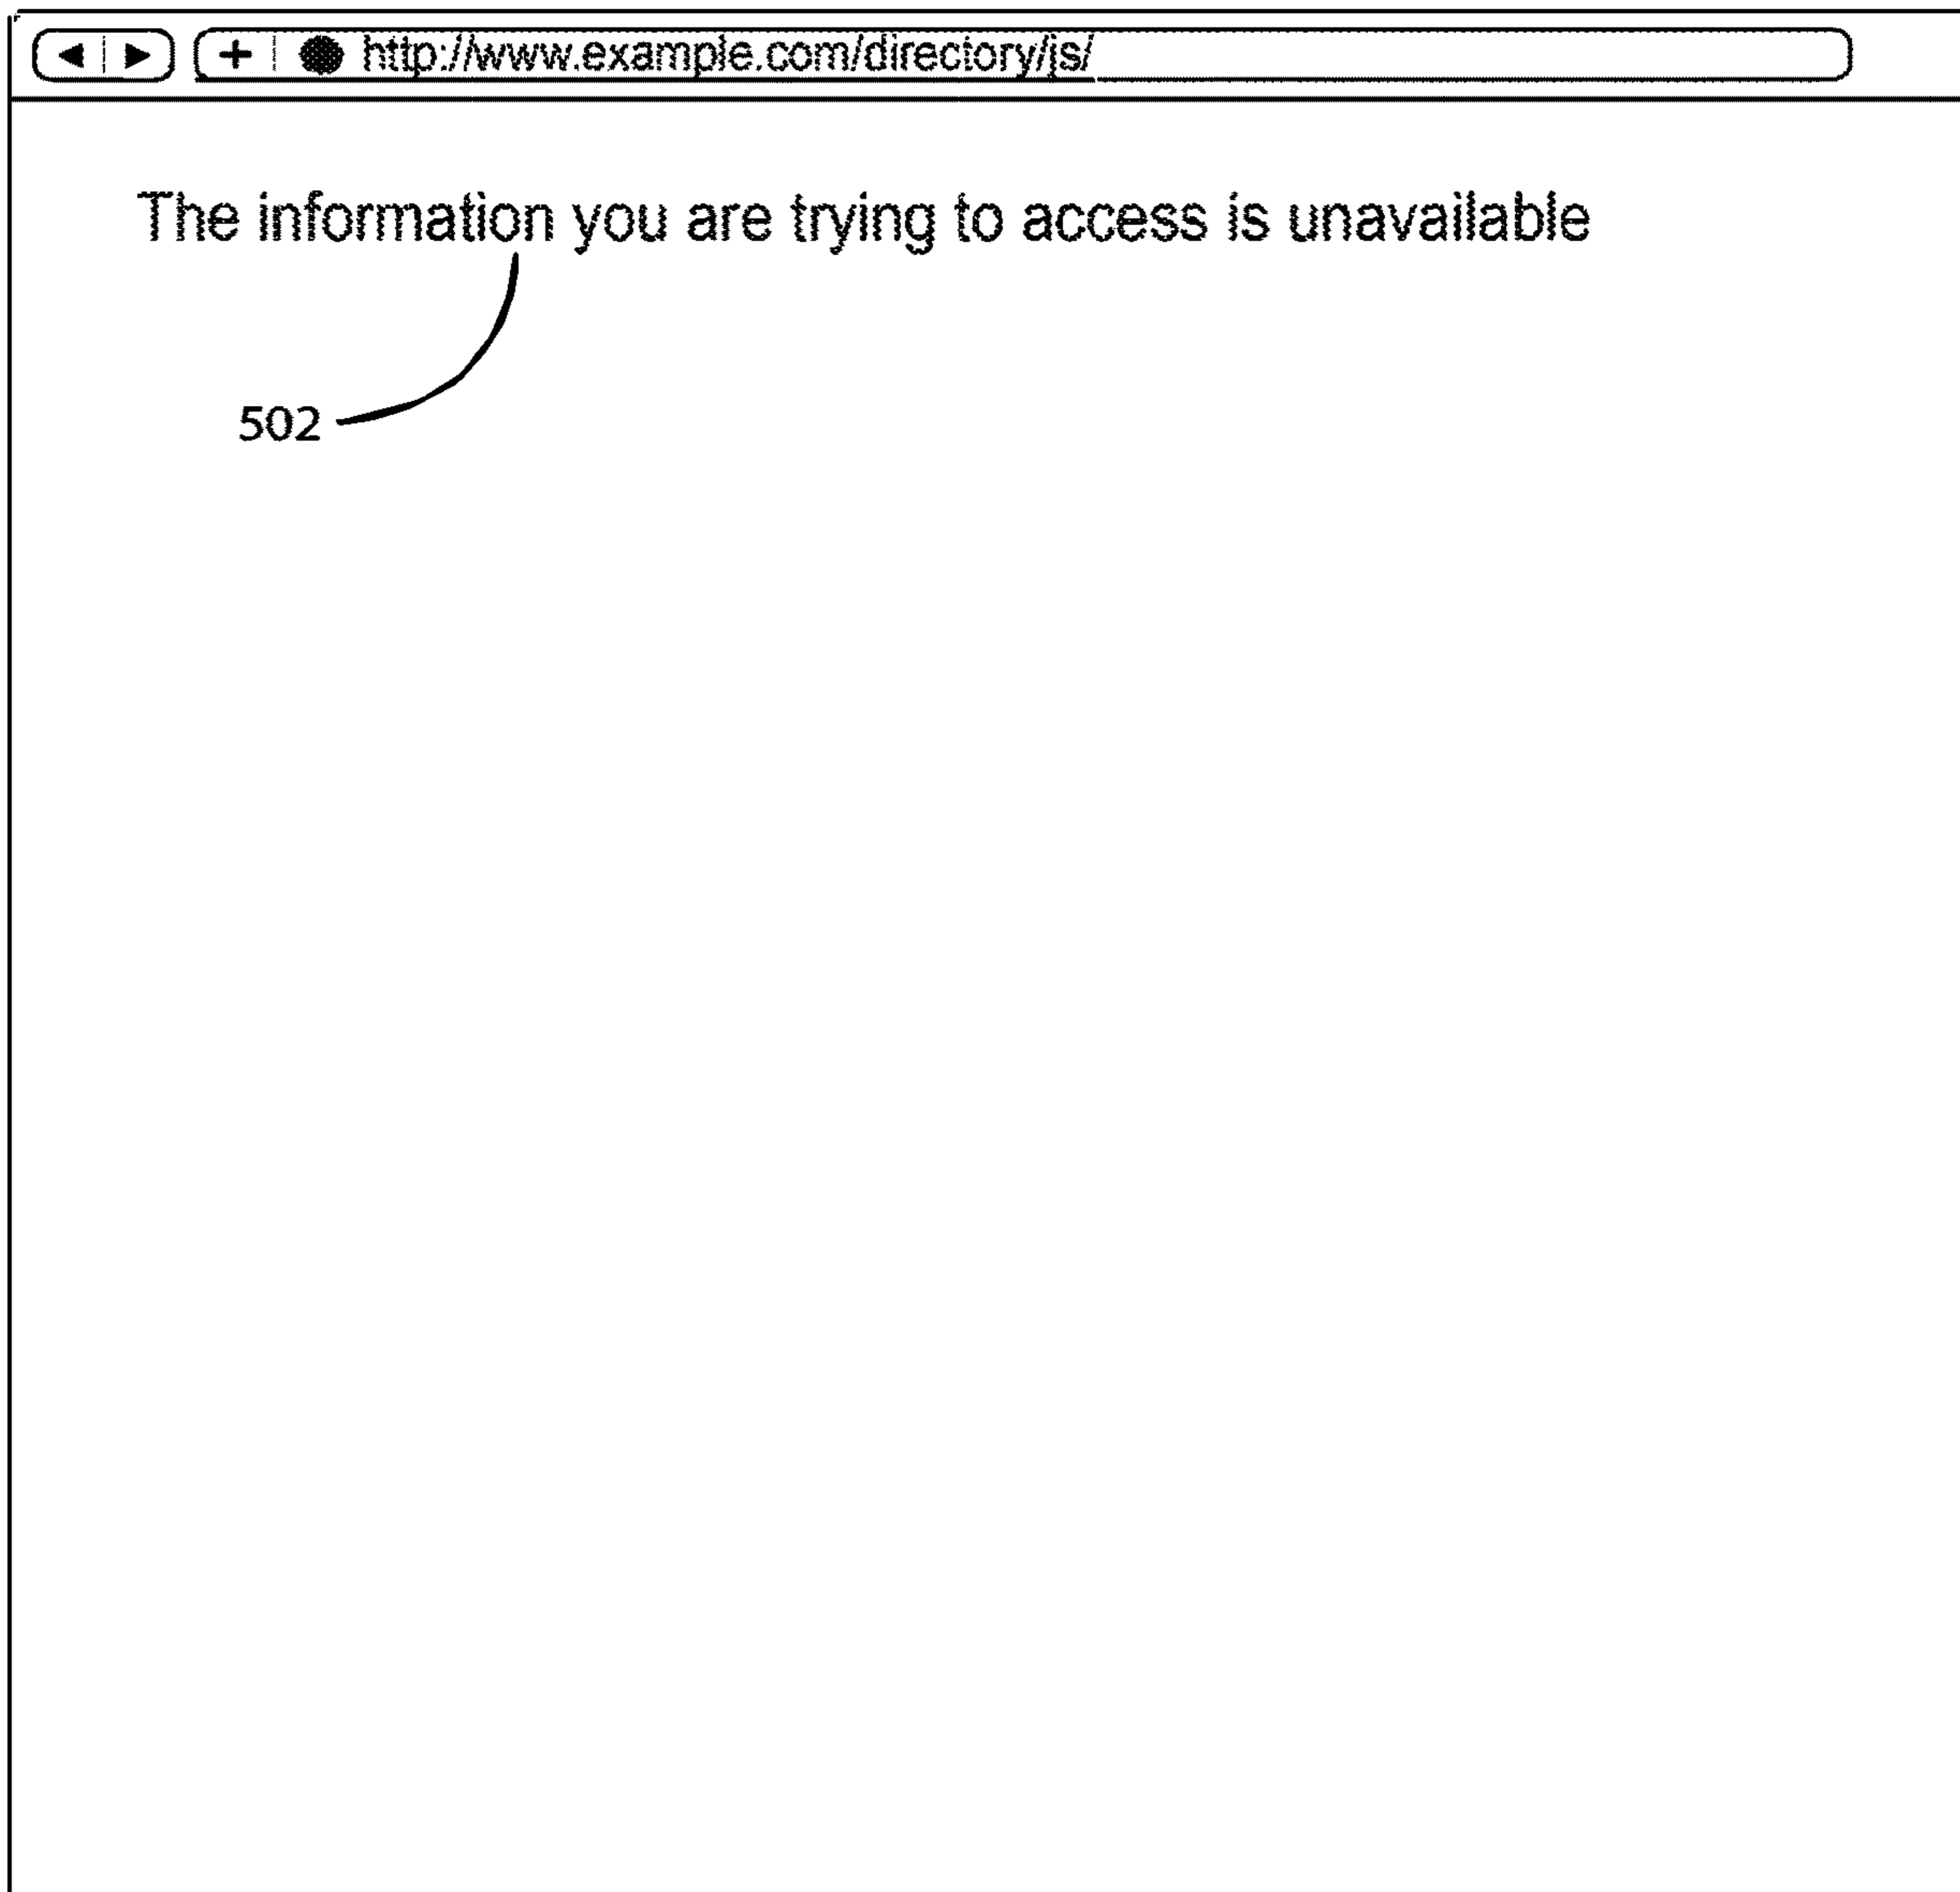 http://www.example.com/directory/js/
The information you are trying to access is unavailable
502